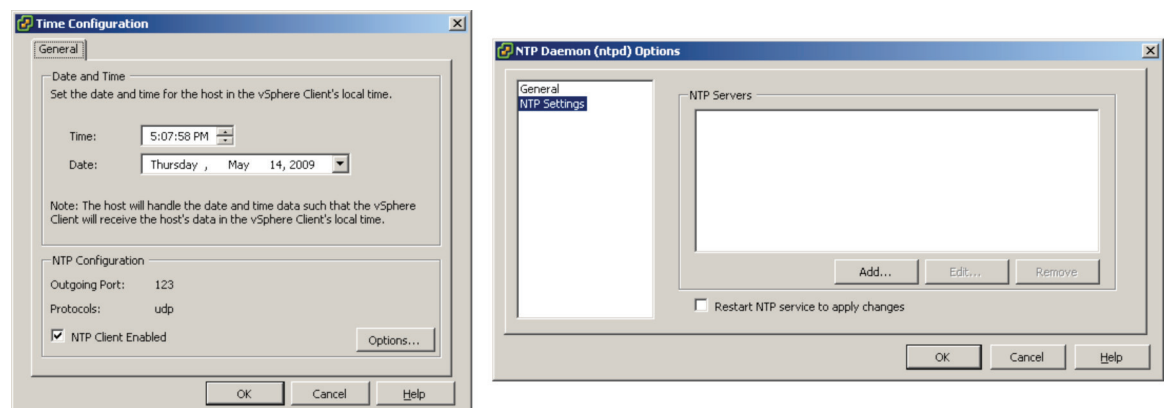 Time Configuration
General
Date and Time
Set the date and time for the host in the vSphere Client's local time.
Time: 5:07:58 PM
Date: Thursday , May 14, 2009
Note: The host will handle the date and time data such that the vSphere
Client will receive the host's data in the vSphere Client's local time.
NTP Configuration
Outgoing Port: 123
Protocols: udp
NTP Client Enabled
Options...
OK Cancel Help
NTP Daemon (ntpd) Options
General
NTP Settings
NTP Servers
Add... Edit... Remove
Restart NTP service to apply changes
OK Cancel Help